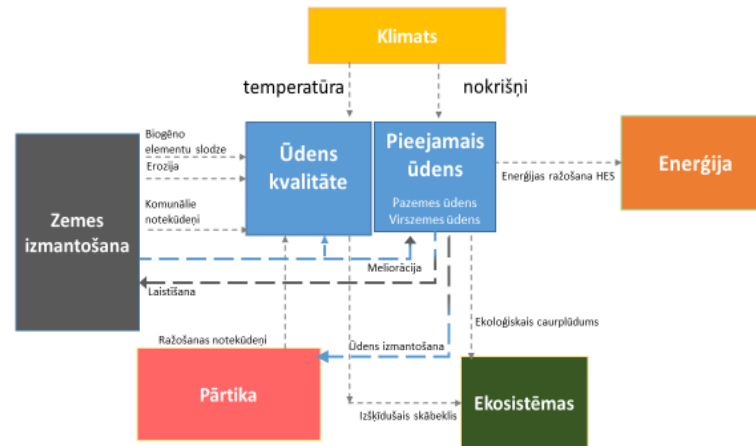 Klimats
temperatūra
nokrišņi
Biogēno
elementu slodze
Erozija
Komunālie
notekūdeņi
Zemes
izmantošana
Ūdens
kvalitāte
Pieejamais
ūdens
Pazemes ūdens
Virszemes ūdens
Enerģijas ražošana HES
Enerģija
Meliorācija
Laistīšana
Ekoloģiskais caurplūdums
Ražošanas notekūdeņi
Ūdens izmantošana
Pārtika
Izšķīdušais skābeklis
Ekosistēmas